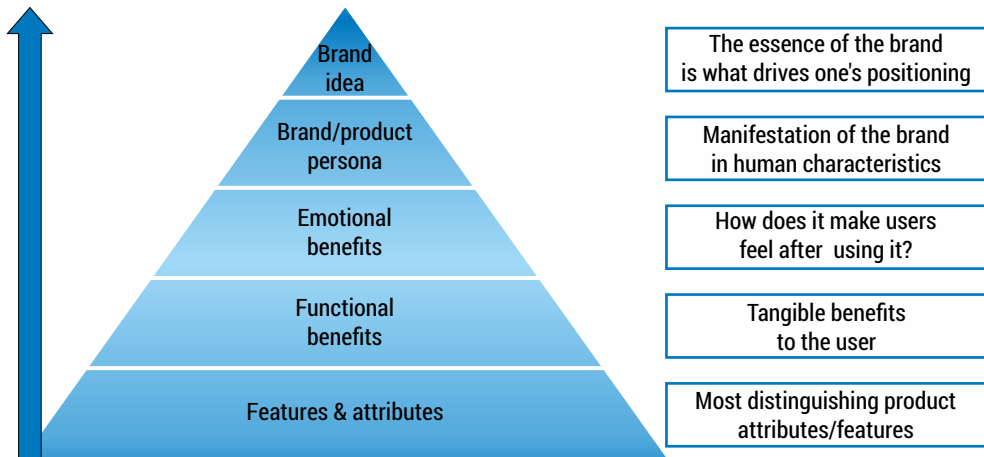 Brand
idea
The essence of the brand
is what drives one's positioning
Brand/product
persona
Manifestation of the brand
in human characteristics
Emotional
benefits
How does it make users
feel after using it?
Functional
benefits
Tangible benefits
to the user
Features & attributes
Most distinguishing product
attributes/features